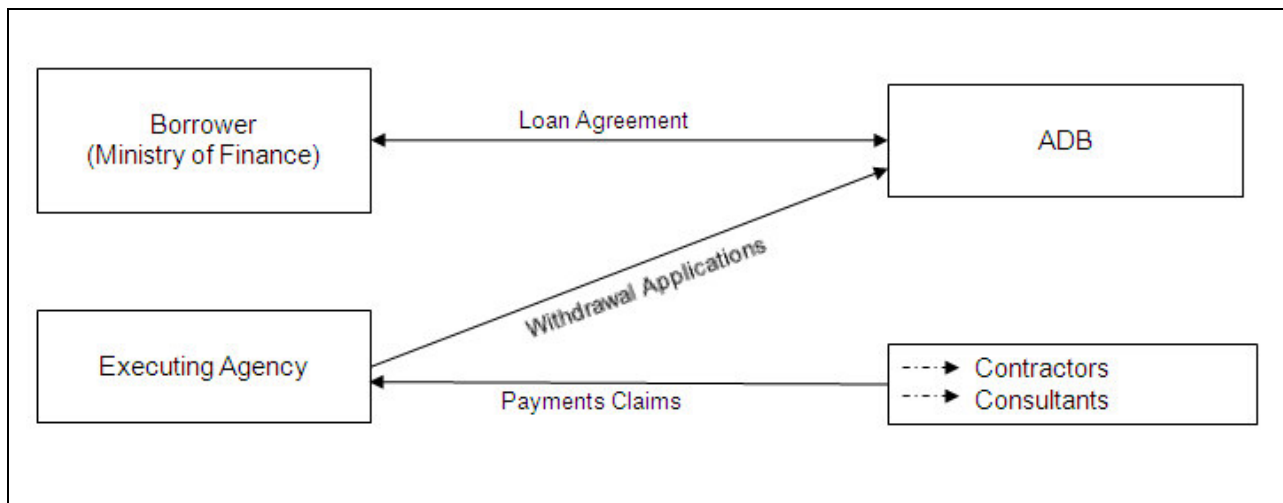 Borrower
(Ministry of Finance)
Loan Agreement
ADB
Withdrawal Applications
Executing Agency
Payments Claims
Contractors
Consultants